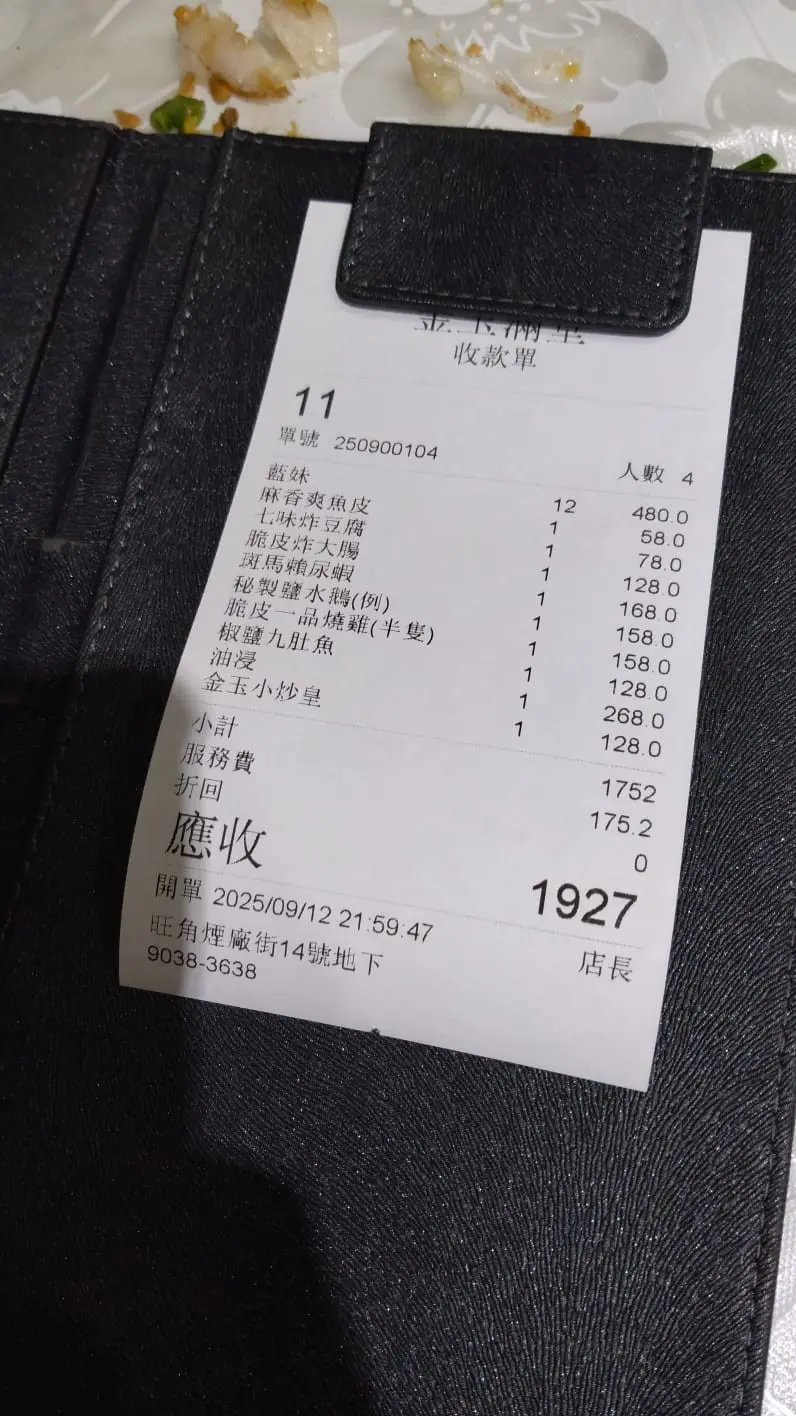 收款單
11
單號 250900104 人數 4
藍妹 12 480.0
麻香爽魚皮 1 58.0
七味炸豆腐 1 78.0
脆皮炸大腸 1 128.0
斑馬賴尿蝦 1 168.0
秘製鹽水鵝(例) 1 158.0
脆皮一品燒雞(半隻) 1 158.0
椒鹽九肚魚 1 128.0
油浸 1 268.0
金玉小炒皇 1 128.0
小計 1752
服務費 175.2
折回 0
應收 1927
開單 2025/09/12 21:59:47 店長
旺角煙廠街14號地下
9038-3638